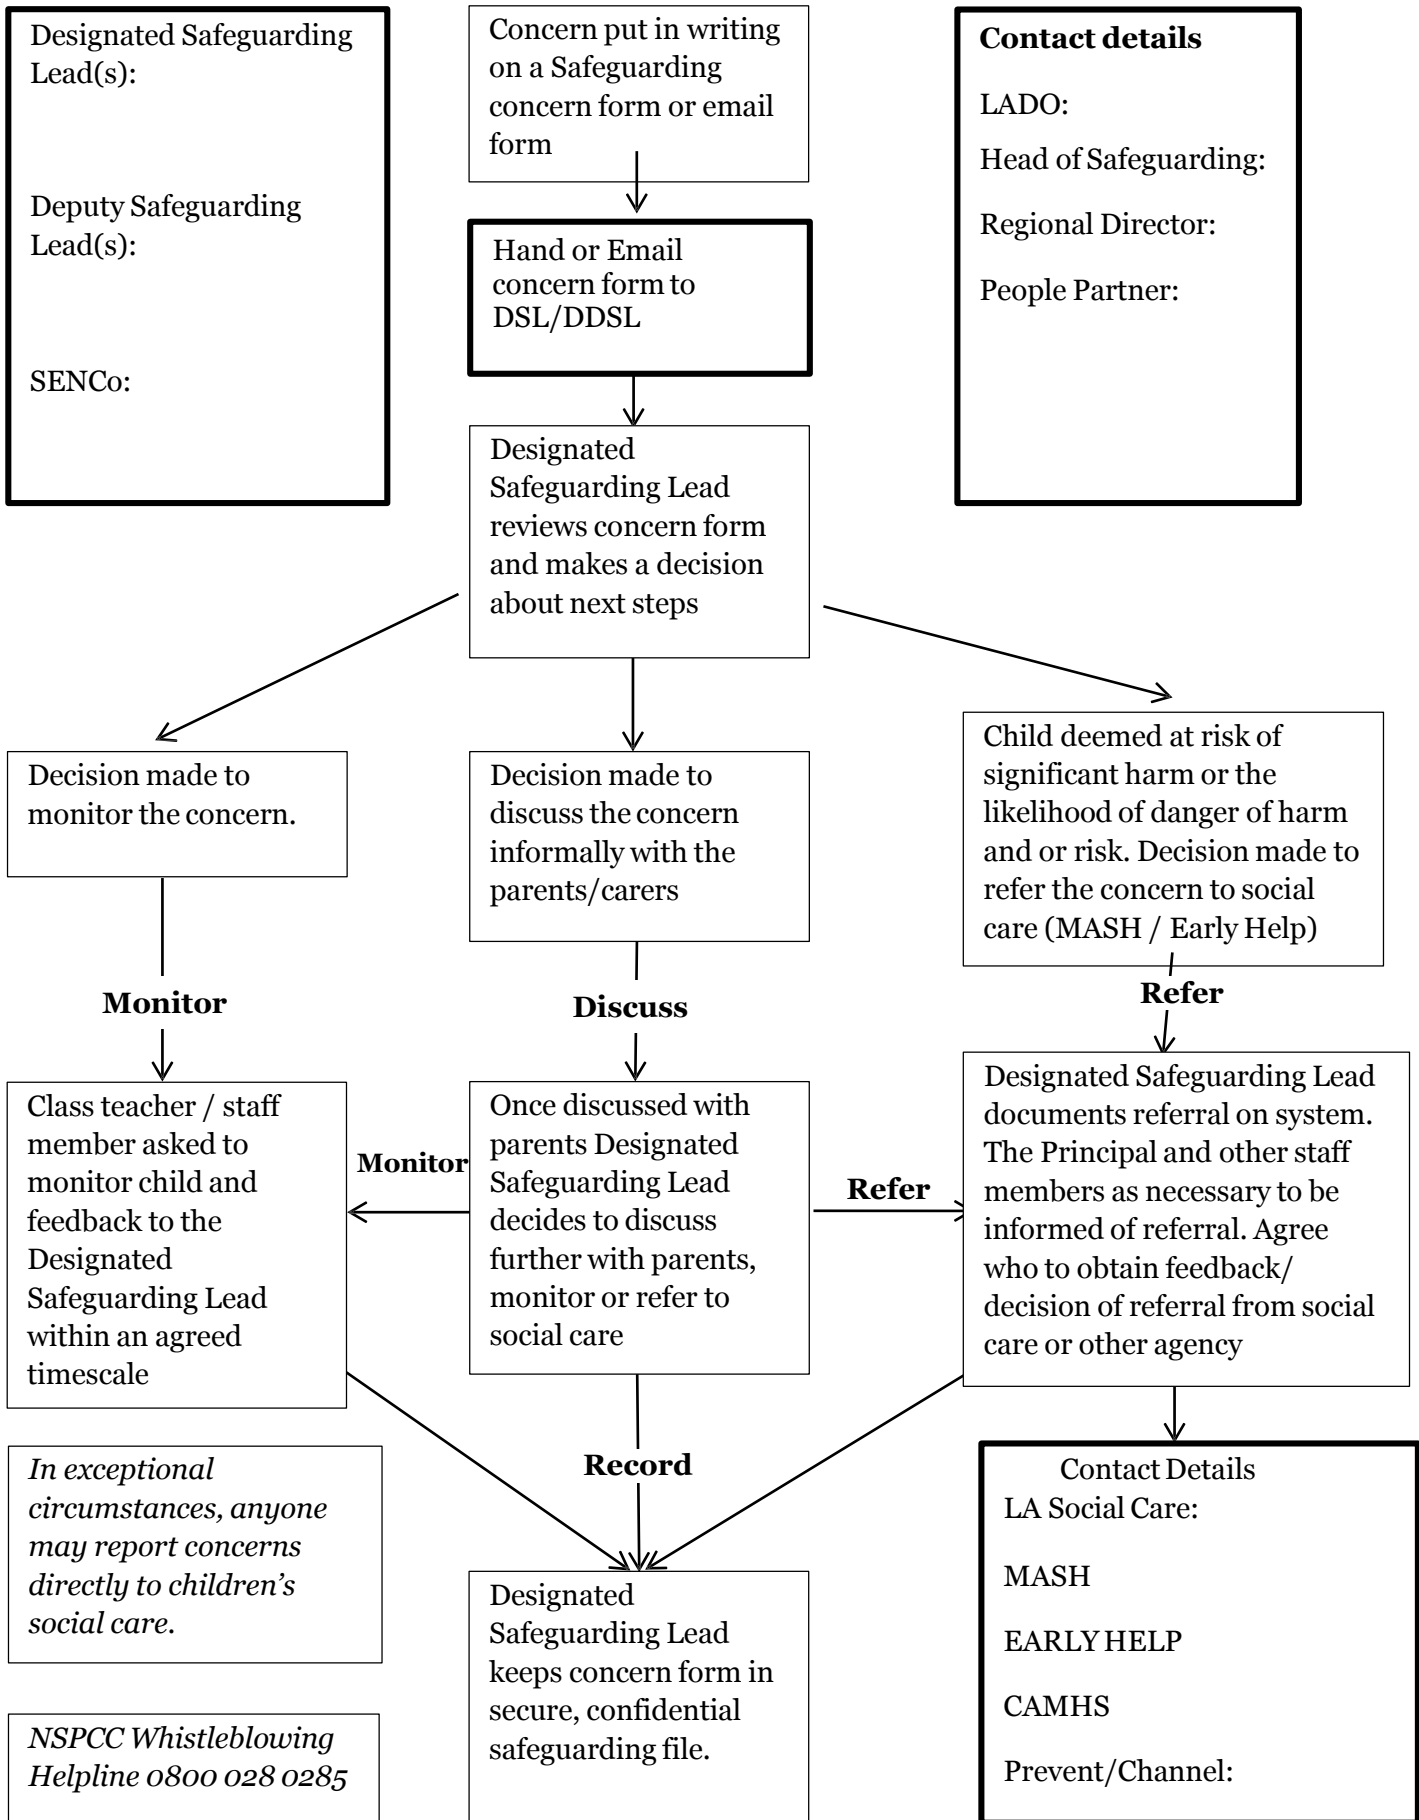 Designated Safeguarding
Lead(s):
Deputy Safeguarding
Lead(s):
SENCo:
Concern put in writing
on a Safeguarding
concern form or email
form
Contact details
LADO:
Head of Safeguarding:
Regional Director:
People Partner:
Hand or Email
concern form to
DSL/DDSL
Designated
Safeguarding Lead
reviews concern form
and makes a decision
about next steps
Decision made to
monitor the concern.
Decision made to
discuss the concern
informally with the
parents/carers
Child deemed at risk of
significant harm or the
likelihood of danger of harm
and or risk. Decision made to
refer the concern to social
care (MASH / Early Help)
Monitor
Discuss
Refer
Class teacher / staff
member asked to
monitor child and
feedback to the
Designated
Safeguarding Lead
within an agreed
timescale
Monitor
Once discussed with
parents Designated
Safeguarding Lead
decides to discuss
further with parents,
monitor or refer to
social care
Refer
Designated Safeguarding Lead
documents referral on system.
The Principal and other staff
members as necessary to be
informed of referral. Agree
who to obtain feedback/
decision of referral from social
care or other agency
In exceptional
circumstances, anyone
may report concerns
directly to children’s
social care.
Record
Contact Details
LA Social Care:
MASH
EARLY HELP
CAMHS
Prevent/Channel:
Designated
Safeguarding Lead
keeps concern form in
secure, confidential
safeguarding file.
NSPCC Whistleblowing
Helpline 0800 028 0285